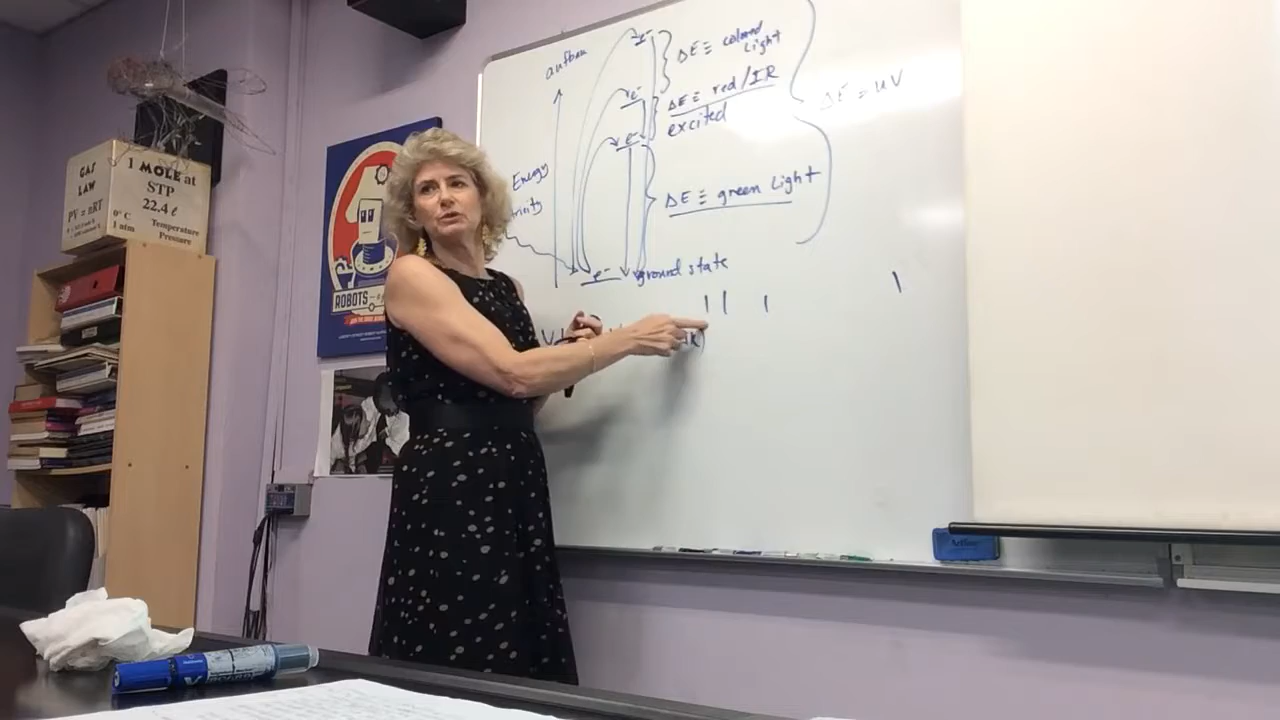 aufbau
e-
ΔE ≡ colored
light
e-
ΔE ≡ red/IR
excited
ΔE = UV
Energy
e-
ΔE ≡ green light
tricity
e-
ground state
GAS
LAW
PV = nRT
0°C
1 atm
1 MOLE at
STP
22.4 ℓ
Temperature
Pressure
ROBOTS